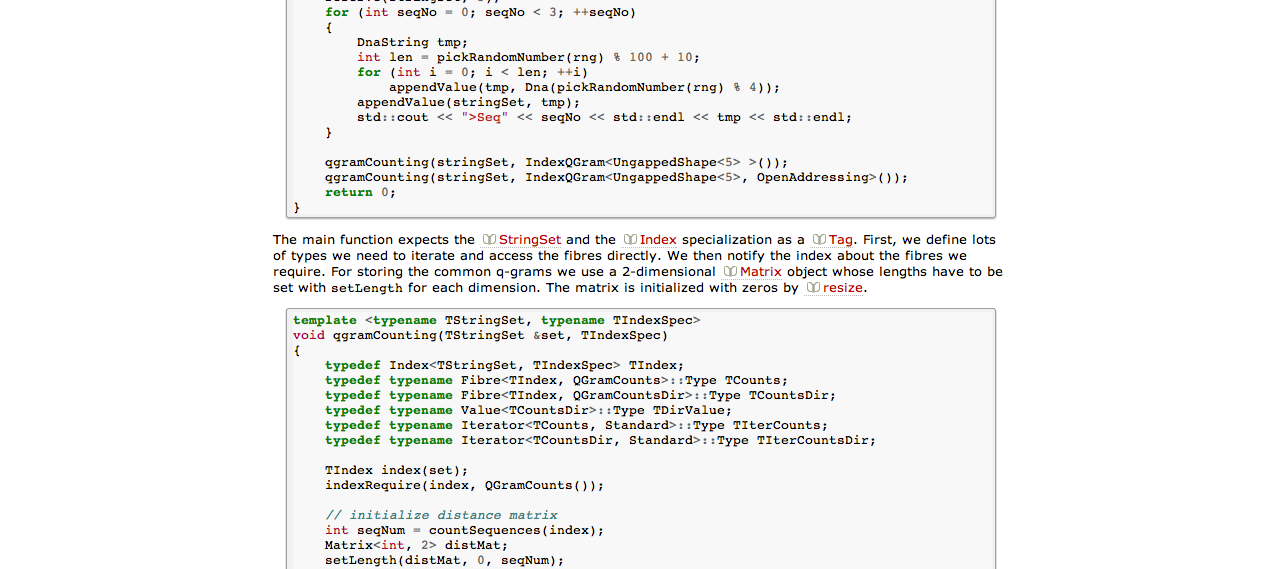 for (int seqNo = 0; seqNo < 3; ++seqNo)
{
DnaString tmp;
int len = pickRandomNumber(rng) % 100 + 10;
for (int i = 0; i < len; ++i)
appendValue(tmp, Dna(pickRandomNumber(rng) % 4));
appendValue(stringSet, tmp);
std::cout << ">Seq" << seqNo << std::endl << tmp << std::endl;
}
qgramCounting(stringSet, IndexQGram<UngappedShape<5> >());
qgramCounting(stringSet, IndexQGram<UngappedShape<5>, OpenAddressing>());
return 0;
}
The main function expects the StringSet and the Index specialization as a Tag. First, we define lots
of types we need to iterate and access the fibres directly. We then notify the index about the fibres we
require. For storing the common q-grams we use a 2-dimensional Matrix object whose lengths have to be
set with setLength for each dimension. The matrix is initialized with zeros by resize.
template <typename TStringSet, typename TIndexSpec>
void qgramCounting(TStringSet &set, TIndexSpec)
{
typedef Index<TStringSet, TIndexSpec> TIndex;
typedef typename Fibre<TIndex, QGramCounts>::Type TCounts;
typedef typename Fibre<TIndex, QGramCountsDir>::Type TCountsDir;
typedef typename Value<TCountsDir>::Type TDirValue;
typedef typename Iterator<TCounts, Standard>::Type TIterCounts;
typedef typename Iterator<TCountsDir, Standard>::Type TIterCountsDir;
TIndex index(set);
indexRequire(index, QGramCounts());
// initialize distance matrix
int seqNum = countSequences(index);
Matrix<int, 2> distMat;
setLength(distMat, 0, seqNum);